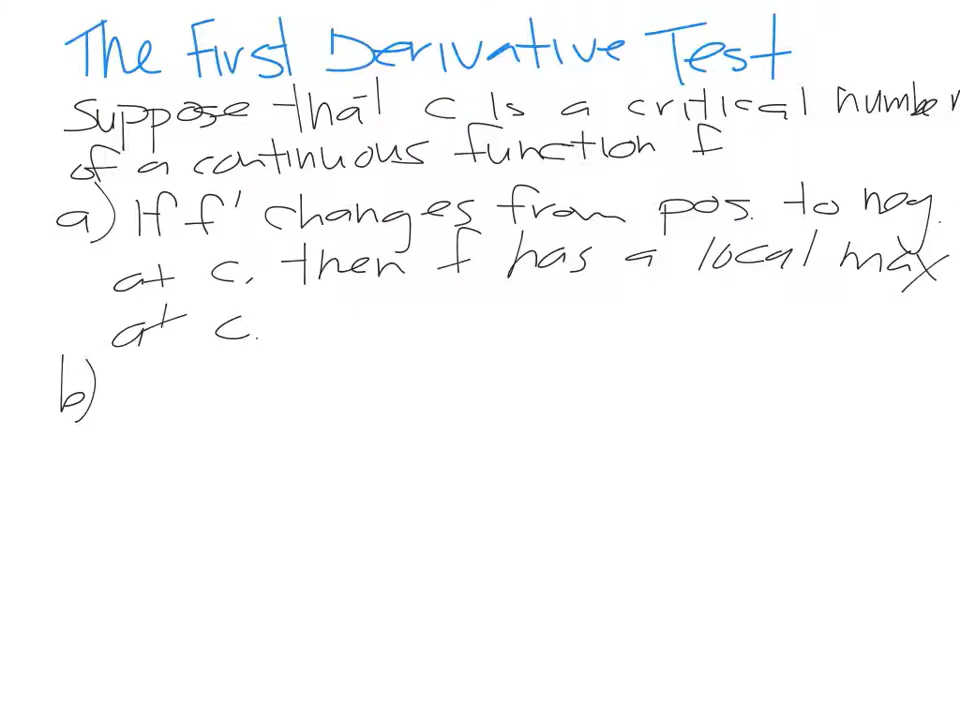 The First Derivative Test
Suppose that c is a critical number
of a continuous function f
a) If f' changes from pos. to neg.
at c, then f has a local max
at c.
b)